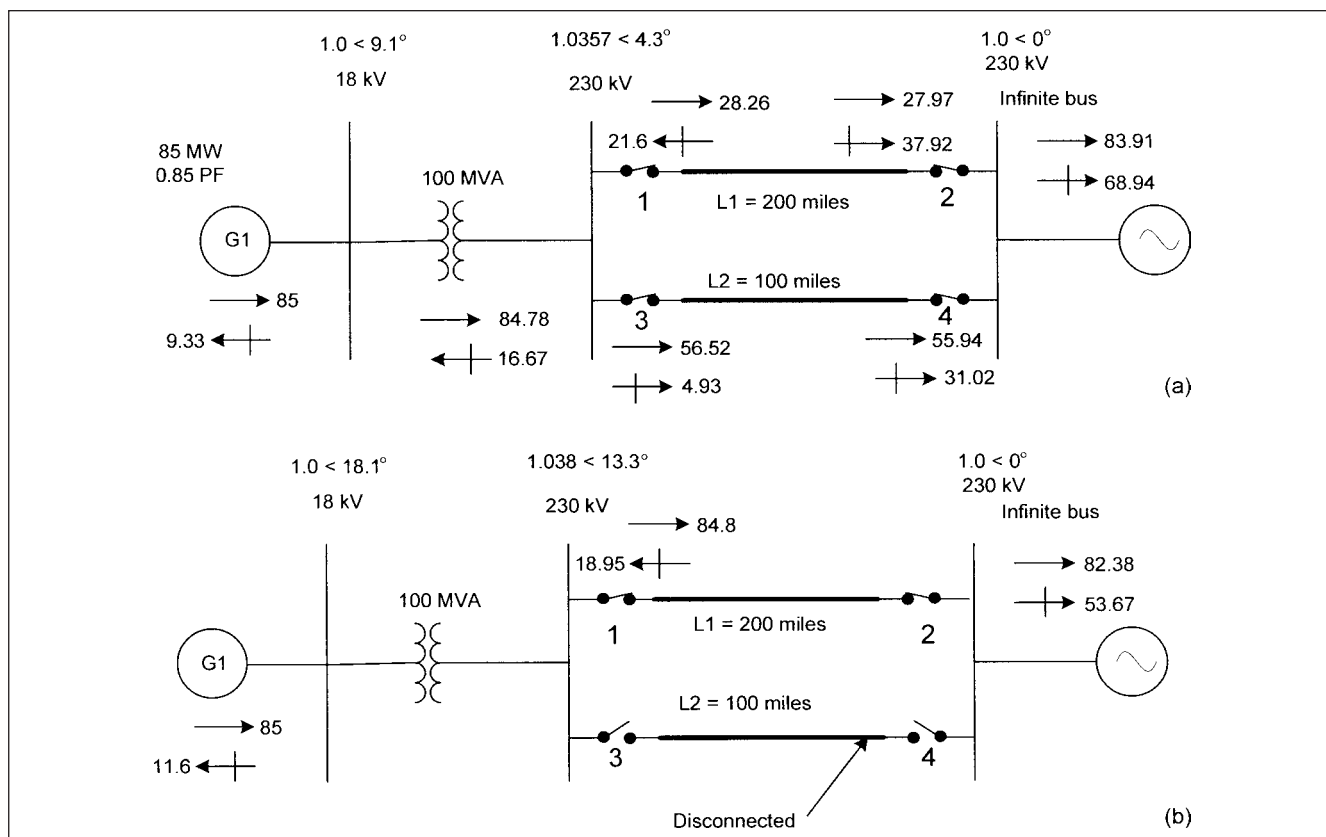 1.0 < 9.1°
18 kV
1.0357 < 4.3°
230 kV
1.0 < 0°
230 kV
Infinite bus
28.26
21.6
27.97
37.92
83.91
68.94
85 MW
0.85 PF
100 MVA
1
2
L1 = 200 miles
G1
L2 = 100 miles
3
4
85
9.33
84.78
16.67
56.52
4.93
55.94
31.02
(a)
1.0 < 18.1°
18 kV
1.038 < 13.3°
230 kV
1.0 < 0°
230 kV
Infinite bus
84.8
18.95
82.38
53.67
100 MVA
1
2
L1 = 200 miles
G1
L2 = 100 miles
3
4
85
11.6
Disconnected
(b)